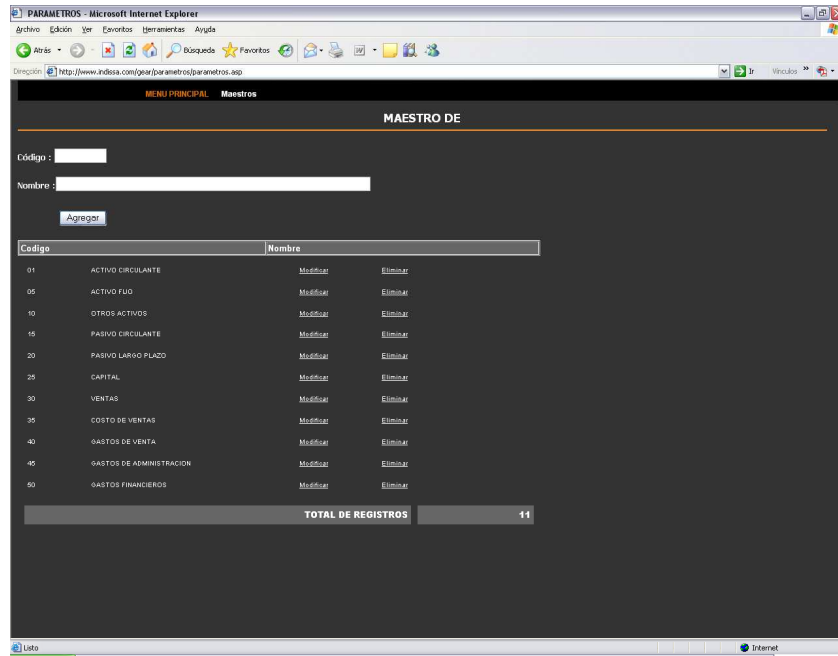 PARAMETROS - Microsoft Internet Explorer
Archivo Edición Ver Favoritos Herramientas Ayuda
Atrás Búsqueda Favoritos
Dirección http://www.indissa.com/gear/parametros/parametros.asp Ir Vínculos »
MENU PRINCIPAL Maestros
MAESTRO DE
Código :
Nombre :
Agregar
Codigo Nombre
01 ACTIVO CIRCULANTE Modificar Eliminar
05 ACTIVO FIJO Modificar Eliminar
10 OTROS ACTIVOS Modificar Eliminar
15 PASIVO CIRCULANTE Modificar Eliminar
20 PASIVO LARGO PLAZO Modificar Eliminar
25 CAPITAL Modificar Eliminar
30 VENTAS Modificar Eliminar
35 COSTO DE VENTAS Modificar Eliminar
40 GASTOS DE VENTA Modificar Eliminar
45 GASTOS DE ADMINISTRACION Modificar Eliminar
50 GASTOS FINANCIEROS Modificar Eliminar
TOTAL DE REGISTROS 11
Listo Internet